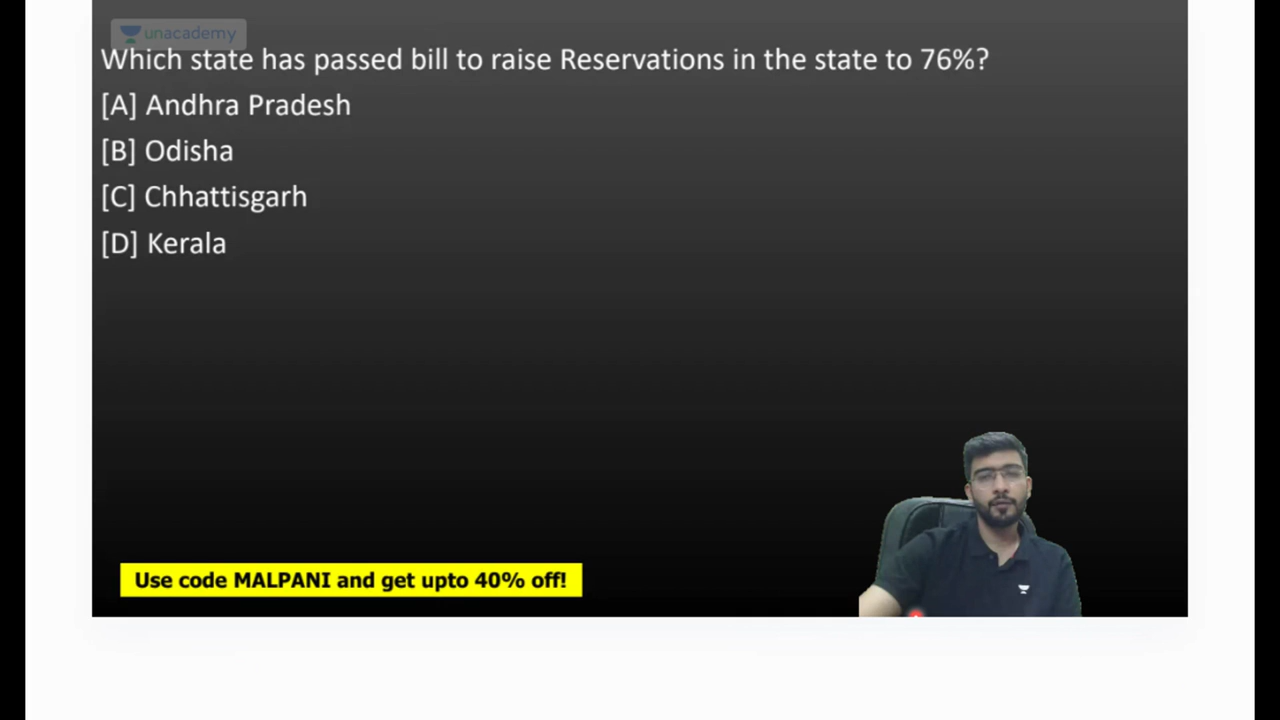 unacademy
Which state has passed bill to raise Reservations in the state to 76%?
[A] Andhra Pradesh
[B] Odisha
[C] Chhattisgarh
[D] Kerala
Use code MALPANI and get upto 40% off!